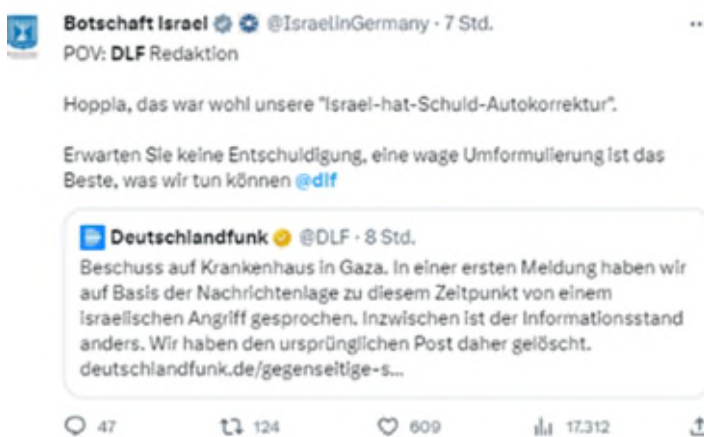 Botschaft Israel @IsraelinGermany · 7 Std.
POV: DLF Redaktion
Hoppla, das war wohl unsere "Israel-hat-Schuld-Autokorrektur".
Erwarten Sie keine Entschuldigung, eine wage Umformulierung ist das
Beste, was wir tun können @dlf
Deutschlandfunk @DLF · 8 Std.
Beschuss auf Krankenhaus in Gaza. In einer ersten Meldung haben wir
auf Basis der Nachrichtenlage zu diesem Zeitpunkt von einem
israelischen Angriff gesprochen. Inzwischen ist der Informationsstand
anders. Wir haben den ursprünglichen Post daher gelöscht.
deutschlandfunk.de/gegenseitige-s...
47 124 609 17.312